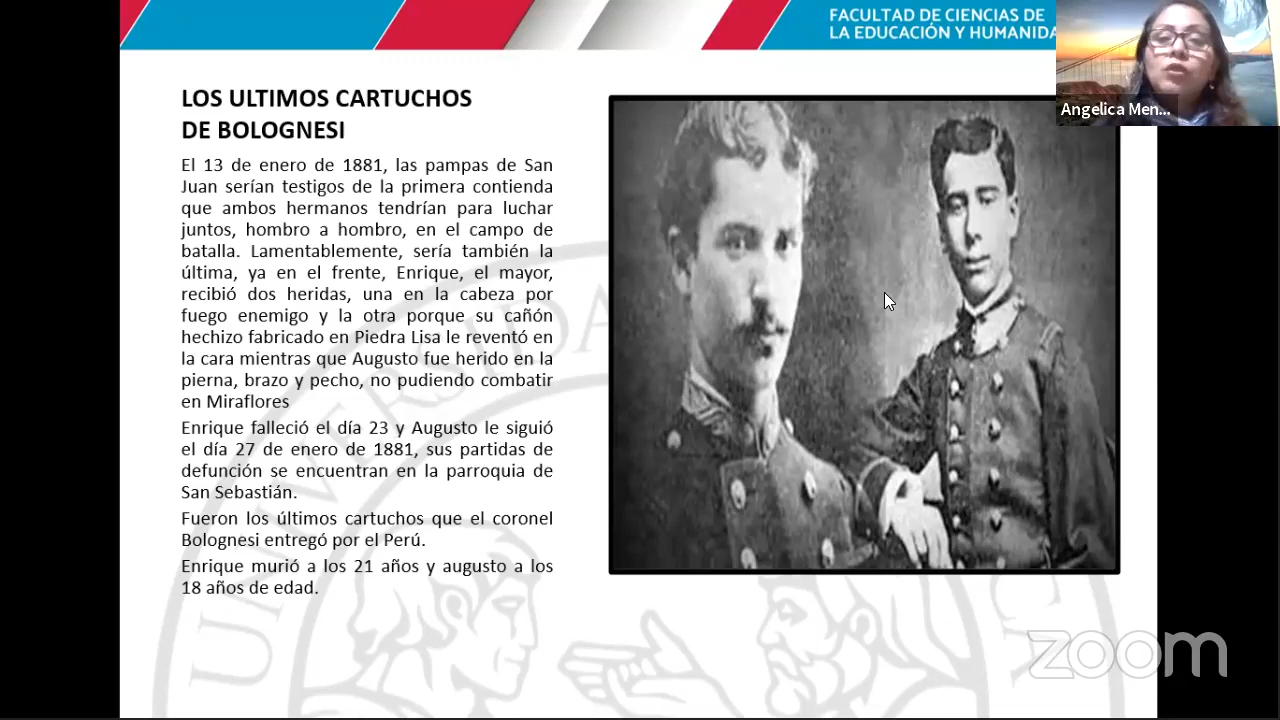 FACULTAD DE CIENCIAS DE
LA EDUCACIÓN Y HUMANIDA
Angelica Men...
LOS ULTIMOS CARTUCHOS
DE BOLOGNESI
El 13 de enero de 1881, las pampas de San
Juan serían testigos de la primera contienda
que ambos hermanos tendrían para luchar
juntos, hombro a hombro, en el campo de
batalla. Lamentablemente, sería también la
última, ya en el frente, Enrique, el mayor,
recibió dos heridas, una en la cabeza por
fuego enemigo y la otra porque su cañón
hechizo fabricado en Piedra Lisa le reventó en
la cara mientras que Augusto fue herido en la
pierna, brazo y pecho, no pudiendo combatir
en Miraflores
Enrique falleció el día 23 y Augusto le siguió
el día 27 de enero de 1881, sus partidas de
defunción se encuentran en la parroquia de
San Sebastián.
Fueron los últimos cartuchos que el coronel
Bolognesi entregó por el Perú.
Enrique murió a los 21 años y augusto a los
18 años de edad.
zoom